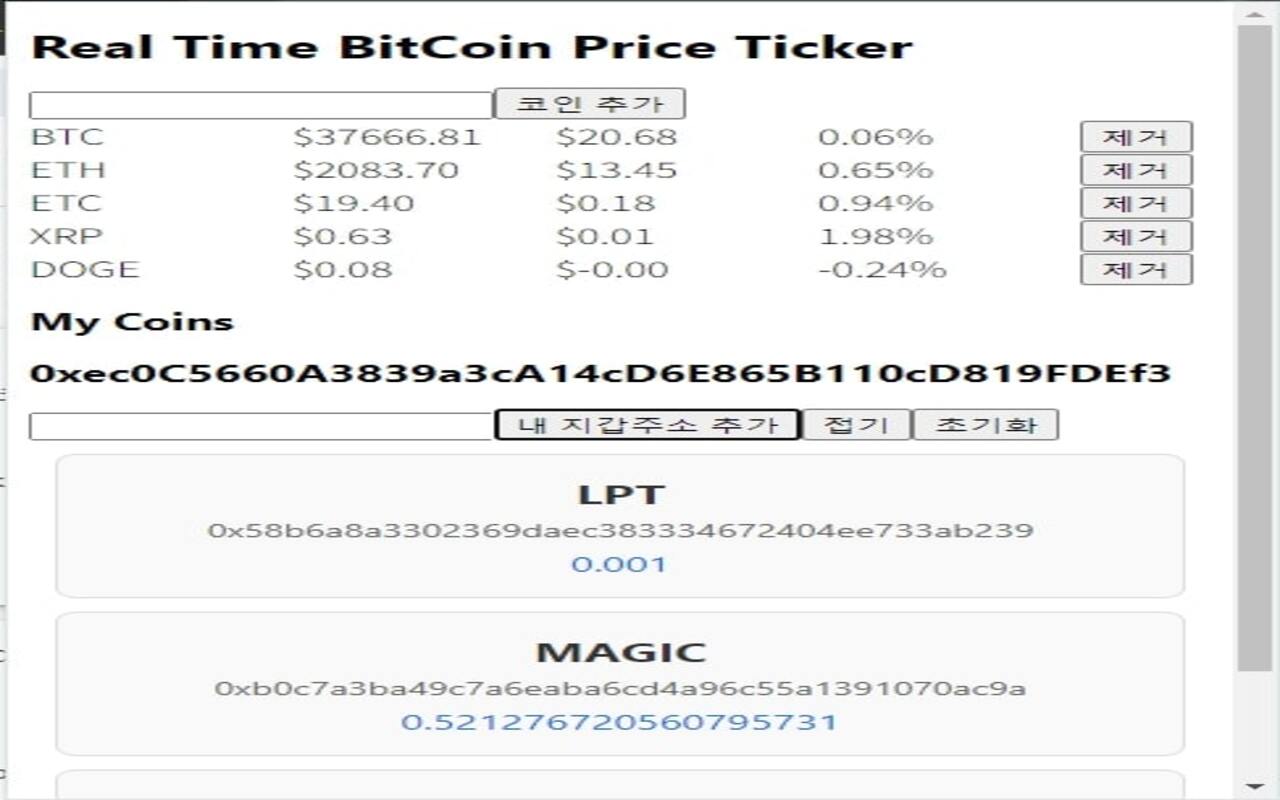 Real Time BitCoin Price Ticker
코인 추가
BTC $37666.81 $20.68 0.06% 제거
ETH $2083.70 $13.45 0.65% 제거
ETC $19.40 $0.18 0.94% 제거
XRP $0.63 $0.01 1.98% 제거
DOGE $0.08 $-0.00 -0.24% 제거
My Coins
0xec0C5660A3839a3cA14cD6E865B110cD819FDEf3
내 지갑주소 추가 접기 초기화
LPT
0x58b6a8a3302369daec383334672404ee733ab239
0.001
MAGIC
0xb0c7a3ba49c7a6eaba6cd4a96c55a1391070ac9a
0.521276720560795731